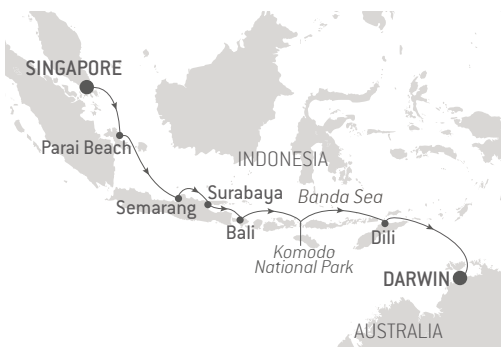 SINGAPORE
Parai Beach
INDONESIA
Semarang
Surabaya
Banda Sea
Bali
Komodo
National Park
Dili
DARWIN
AUSTRALIA